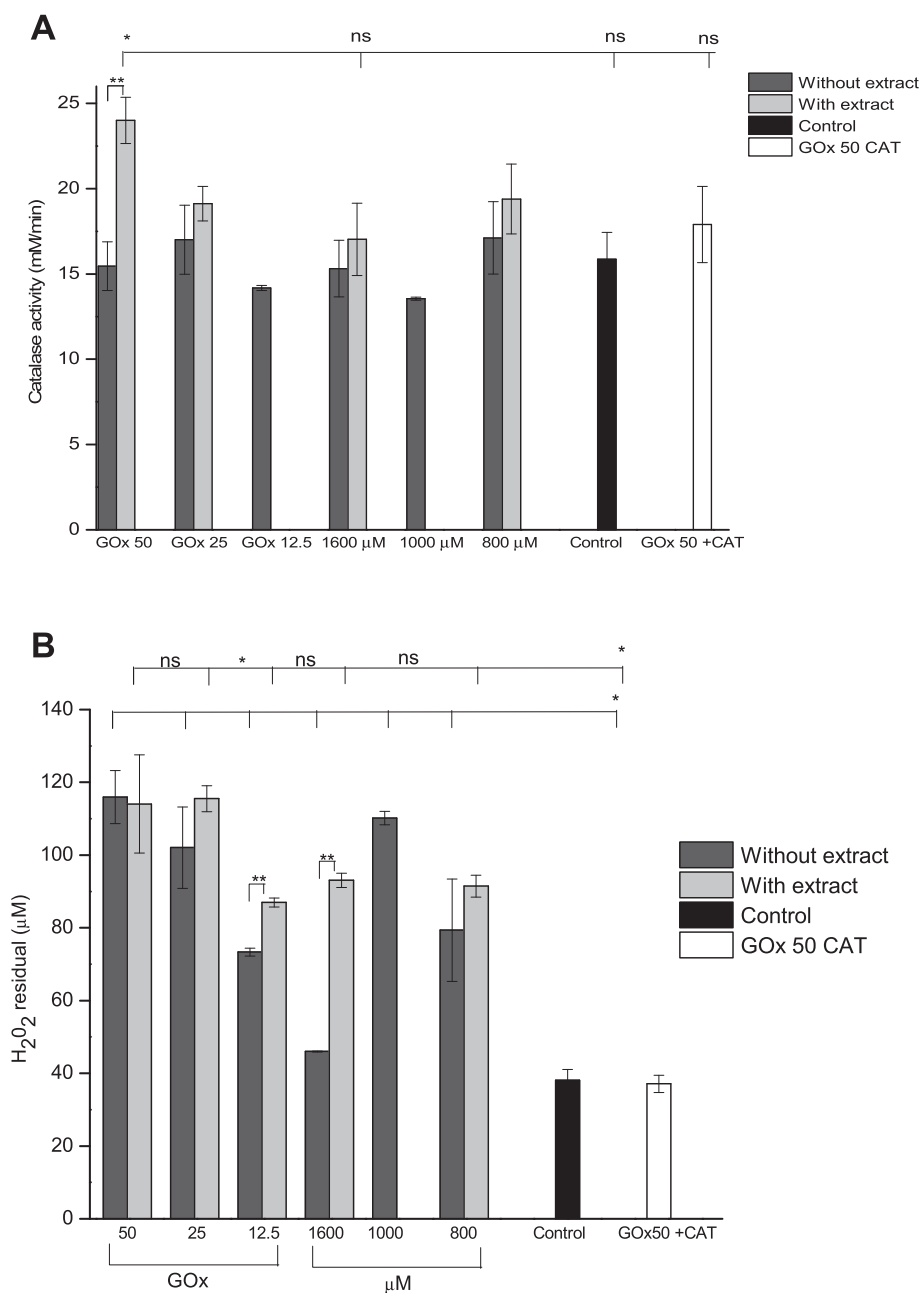 A
* ns ns ns
**
Without extract
With extract
Control
GOx 50 CAT
Catalase activity (mM/min)
25
20
15
10
5
0
GOx 50 GOx 25 GOx 12.5 1600 μM 1000 μM 800 μM Control GOx 50 +CAT
B
ns * ns ns *
*
** **
Without extract
With extract
Control
GOx 50 CAT
H202 residual (μM)
140
120
100
80
60
40
20
0
50 25 12.5 1600 1000 800 Control GOx50 +CAT
GOx μM